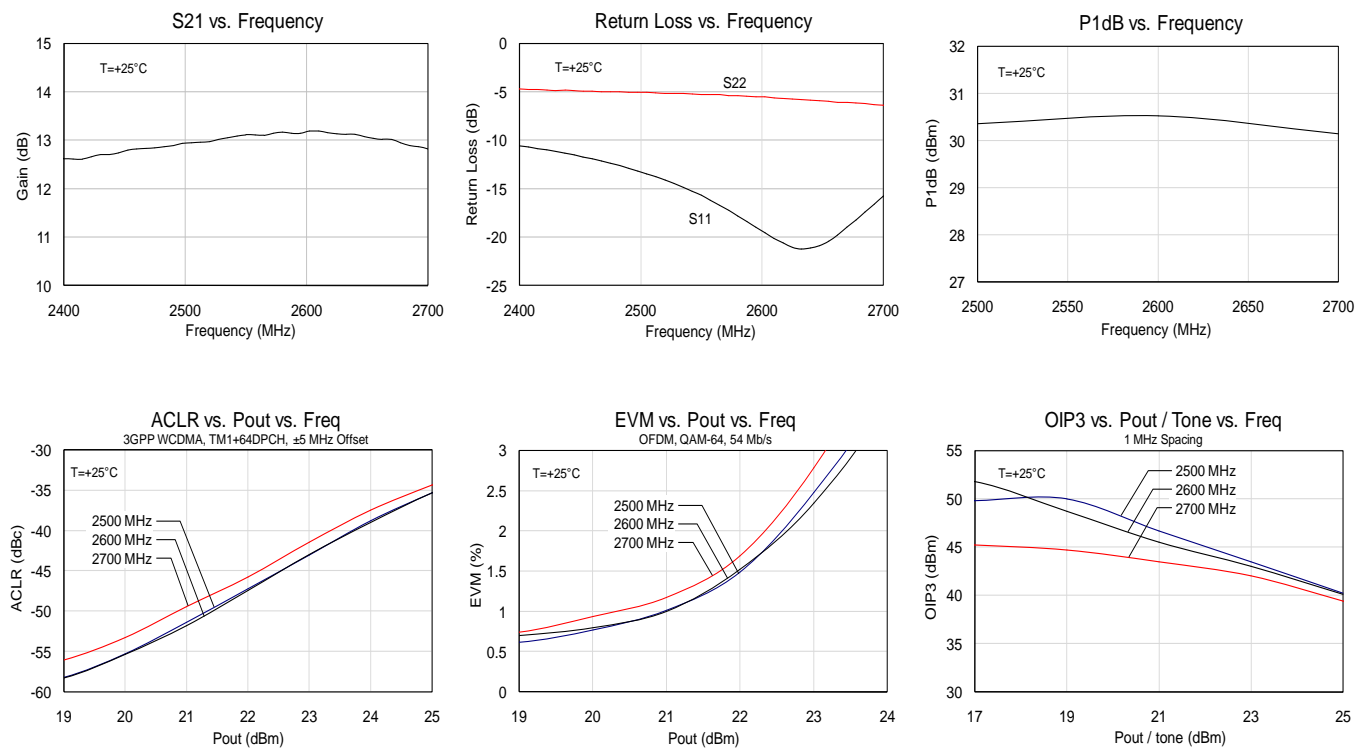 S21 vs. Frequency
15
14
13
12
11
10
Gain (dB)
T=+25°C
2400
2500
2600
2700
Frequency (MHz)
Return Loss vs. Frequency
0
-5
-10
-15
-20
-25
Return Loss (dB)
T=+25°C
S22
S11
2400
2500
2600
2700
Frequency (MHz)
P1dB vs. Frequency
32
31
30
29
28
27
P1dB (dBm)
T=+25°C
2500
2550
2600
2650
2700
Frequency (MHz)
ACLR vs. Pout vs. Freq
3GPP WCDMA, TM1+64DPCH, ±5 MHz Offset
-30
-35
-40
-45
-50
-55
-60
ACLR (dBc)
T=+25°C
2500 MHz
2600 MHz
2700 MHz
19
20
21
22
23
24
25
Pout (dBm)
EVM vs. Pout vs. Freq
OFDM, QAM-64, 54 Mb/s
3
2.5
2
1.5
1
0.5
0
EVM (%)
T=+25°C
2500 MHz
2600 MHz
2700 MHz
19
20
21
22
23
24
Pout (dBm)
OIP3 vs. Pout / Tone vs. Freq
1 MHz Spacing
55
50
45
40
35
30
OIP3 (dBm)
T=+25°C
2500 MHz
2600 MHz
2700 MHz
17
19
21
23
25
Pout / tone (dBm)